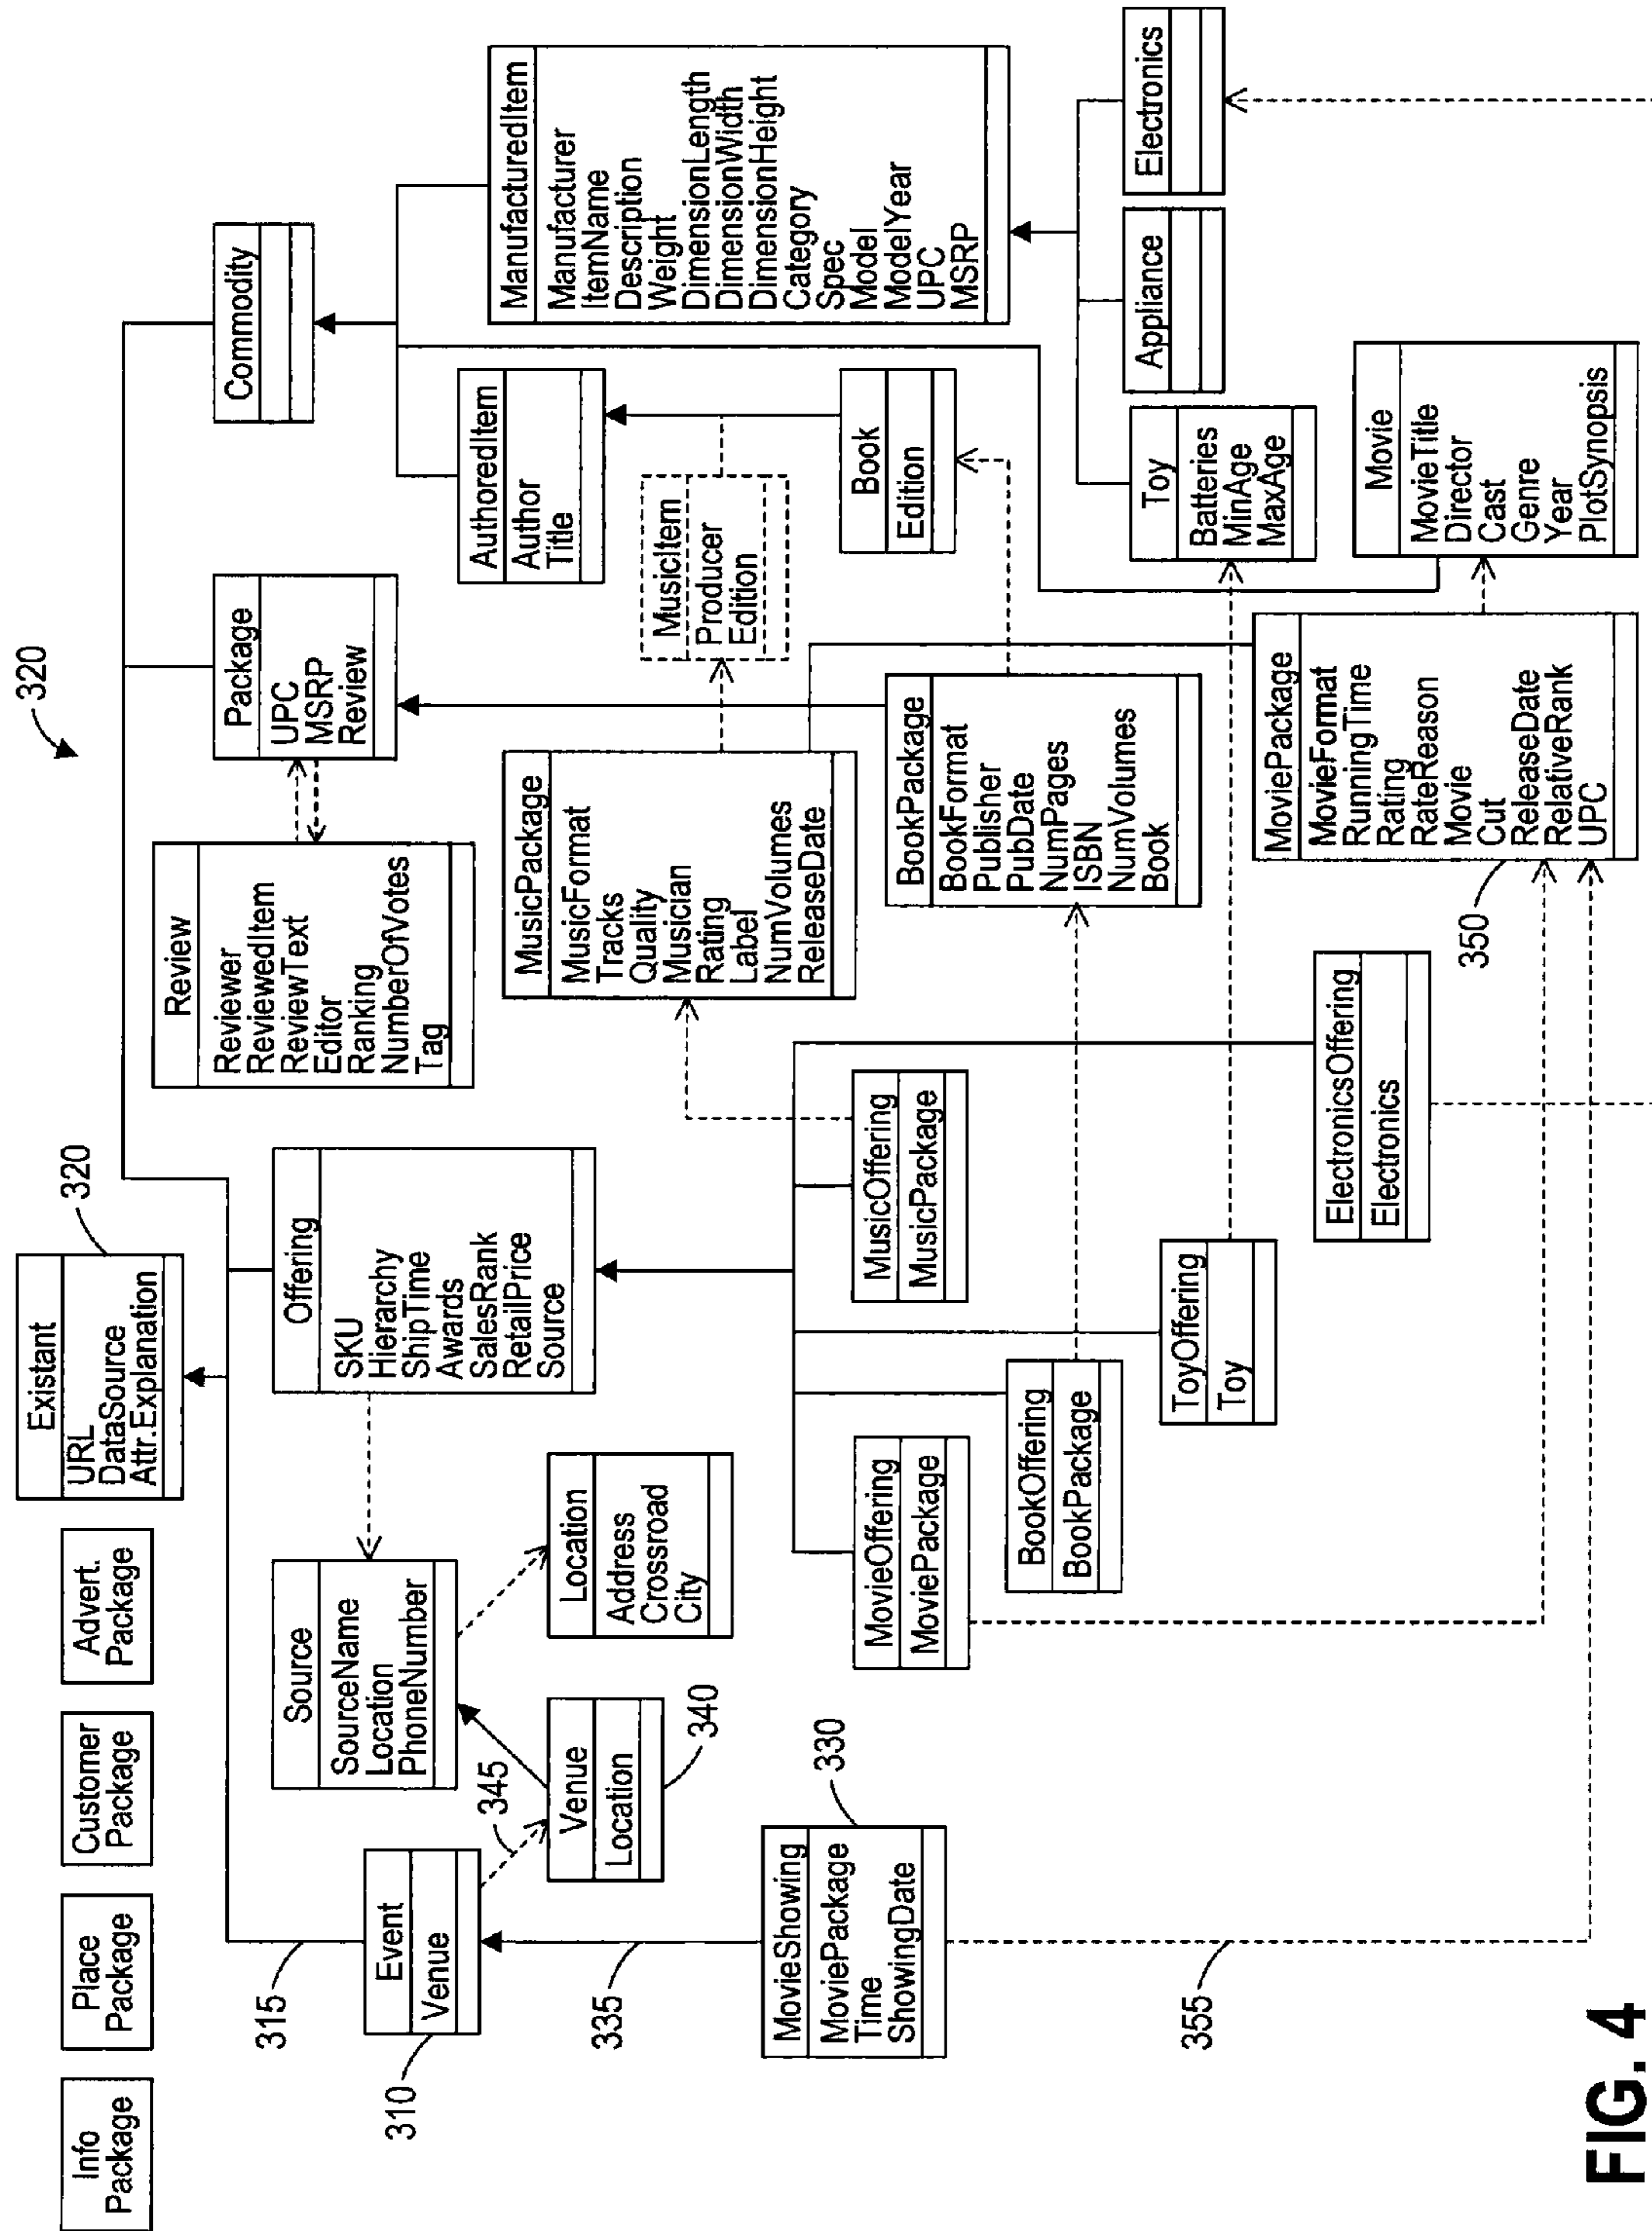 320
Info
Package
Place
Package
Customer
Package
Advert.
Package
Existant
URL
DataSource
Attr.Explanation
320
315
Event
Venue
310
Source
SourceName
Location
PhoneNumber
345
Venue
Location
340
Location
Address
Crossroad
City
Offering
SKU
Hierarchy
ShipTime
Awards
SalesRank
RetailPrice
Source
Review
Reviewer
ReviewedItem
ReviewText
Editor
Ranking
NumberOfVotes
Tag
Package
UPC
MSRP
Review
Commodity
AuthoredItem
Author
Title
ManufacturedItem
Manufacturer
ItemName
Description
Weight
DimensionLength
DimensionWidth
DimensionHeight
Category
Spec
Model
ModelYear
UPC
MSRP
MusicItem
Producer
Edition
MusicPackage
MusicFormat
Tracks
Quality
Musician
Rating
Label
NumVolumes
ReleaseDate
335
MovieShowing
MoviePackage
Time
ShowingDate
330
MovieOffering
MoviePackage
MusicOffering
MusicPackage
BookPackage
BookFormat
Publisher
PubDate
NumPages
ISBN
NumVolumes
Book
Book
Edition
BookOffering
BookPackage
ToyOffering
Toy
Toy
Batteries
MinAge
MaxAge
Appliance
Electronics
ElectronicsOffering
Electronics
MoviePackage
MovieFormat
RunningTime
Rating
RateReason
Movie
Cut
ReleaseDate
RelativeRank
UPC
350
Movie
MovieTitle
Director
Cast
Genre
Year
PlotSynopsis
355
FIG. 4